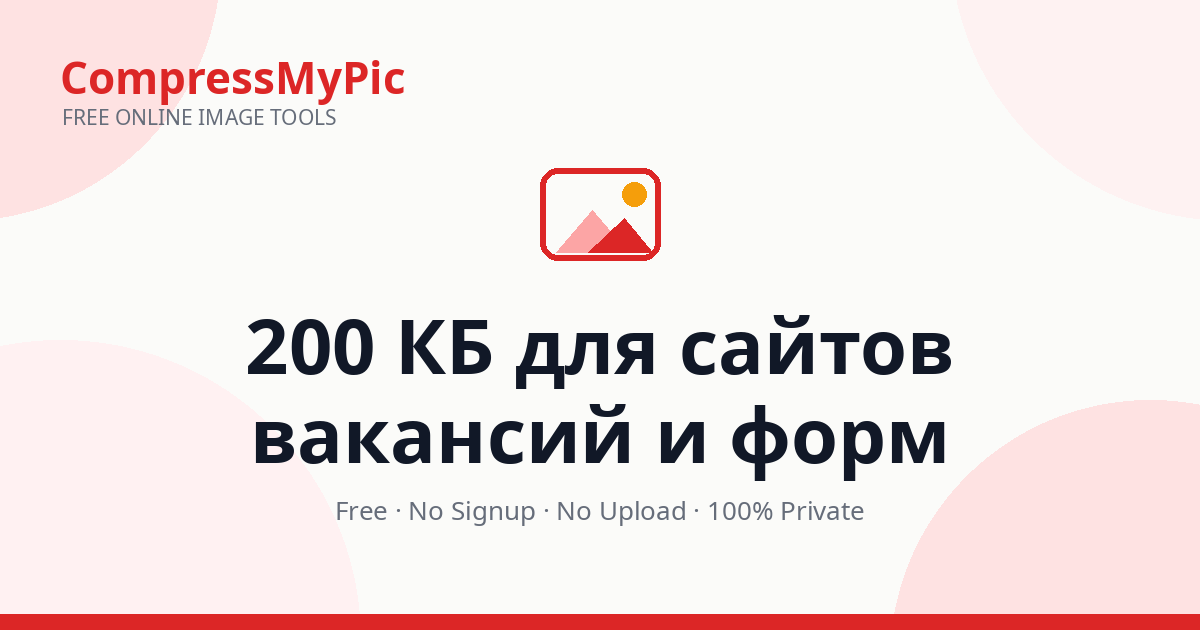 CompressMyPic
FREE ONLINE IMAGE TOOLS
200 КБ для сайтов
вакансий и форм
Free · No Signup · No Upload · 100% Private